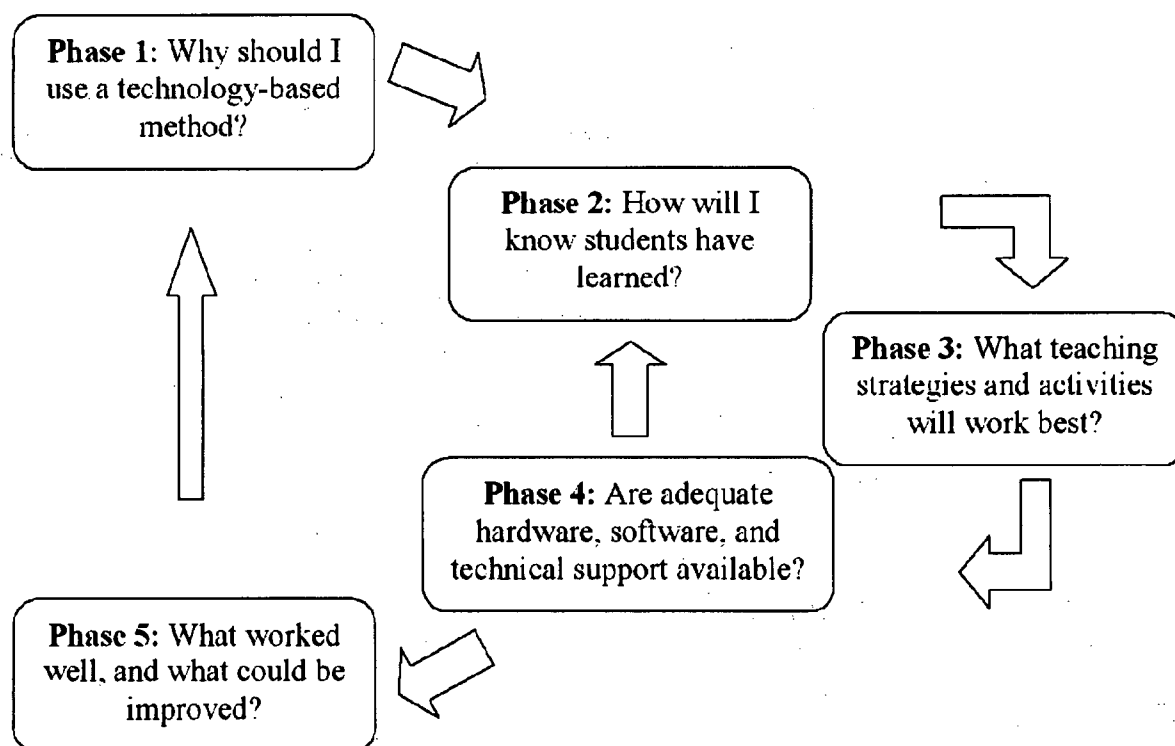 Phase 1: Why should I
use a technology-based
method?
Phase 2: How will I
know students have
learned?
Phase 3: What teaching
strategies and activities
will work best?
Phase 4: Are adequate
hardware, software, and
technical support available?
Phase 5: What worked
well, and what could be
improved?